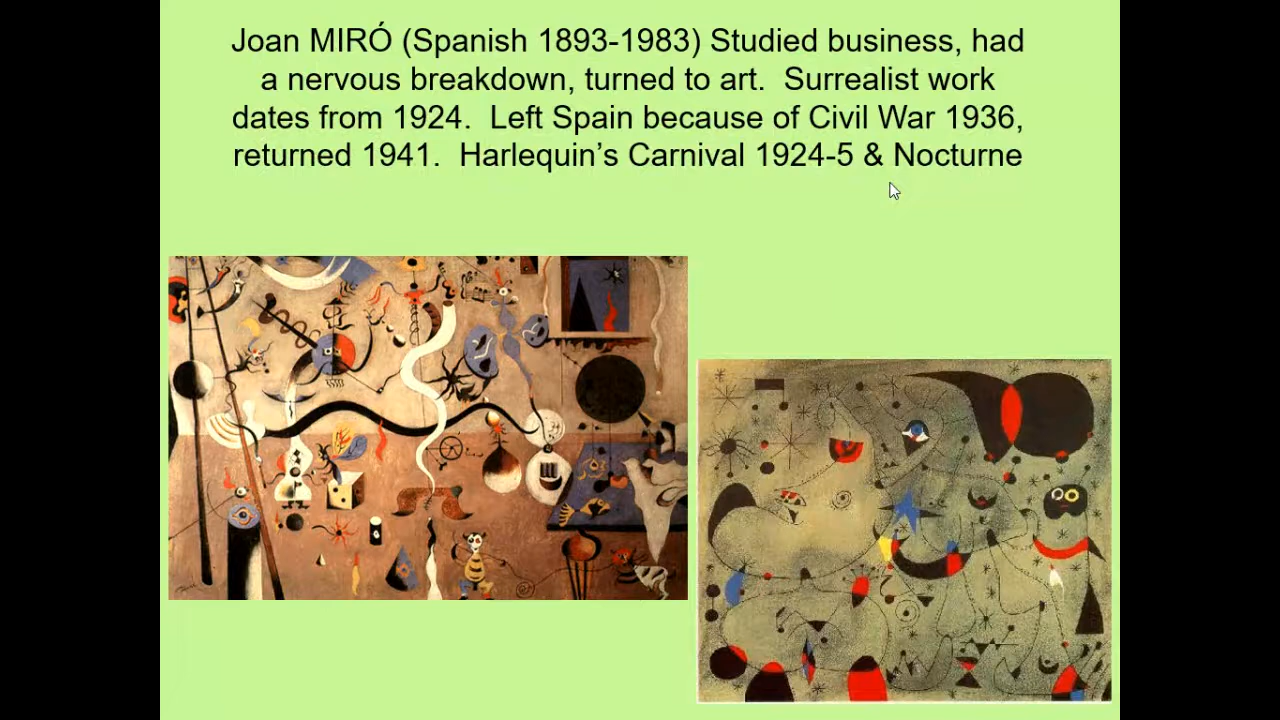 Joan MIRÓ (Spanish 1893-1983) Studied business, had
a nervous breakdown, turned to art.  Surrealist work
dates from 1924.  Left Spain because of Civil War 1936,
returned 1941.  Harlequin’s Carnival 1924-5 & Nocturne